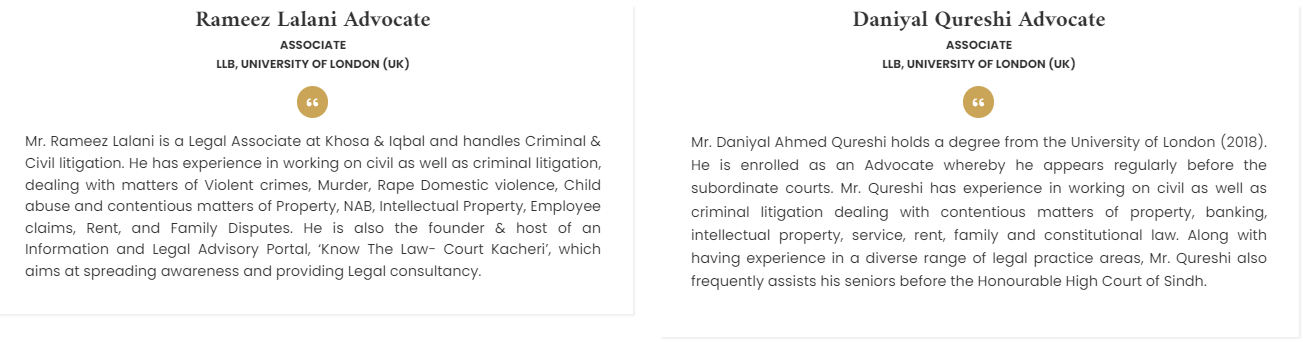 Rameez Lalani Advocate
ASSOCIATE
LLB, UNIVERSITY OF LONDON (UK)
“
Mr. Rameez Lalani is a Legal Associate at Khosa & Iqbal and handles Criminal &
Civil litigation. He has experience in working on civil as well as criminal litigation,
dealing with matters of Violent crimes, Murder, Rape Domestic violence, Child
abuse and contentious matters of Property, NAB, Intellectual Property, Employee
claims, Rent, and Family Disputes. He is also the founder & host of an
Information and Legal Advisory Portal, ‘Know The Law- Court Kacheri’, which
aims at spreading awareness and providing Legal consultancy.
Daniyal Qureshi Advocate
ASSOCIATE
LLB, UNIVERSITY OF LONDON (UK)
“
Mr. Daniyal Ahmed Qureshi holds a degree from the University of London (2018).
He is enrolled as an Advocate whereby he appears regularly before the
subordinate courts. Mr. Qureshi has experience in working on civil as well as
criminal litigation dealing with contentious matters of property, banking,
intellectual property, service, rent, family and constitutional law. Along with
having experience in a diverse range of legal practice areas, Mr. Qureshi also
frequently assists his seniors before the Honourable High Court of Sindh.